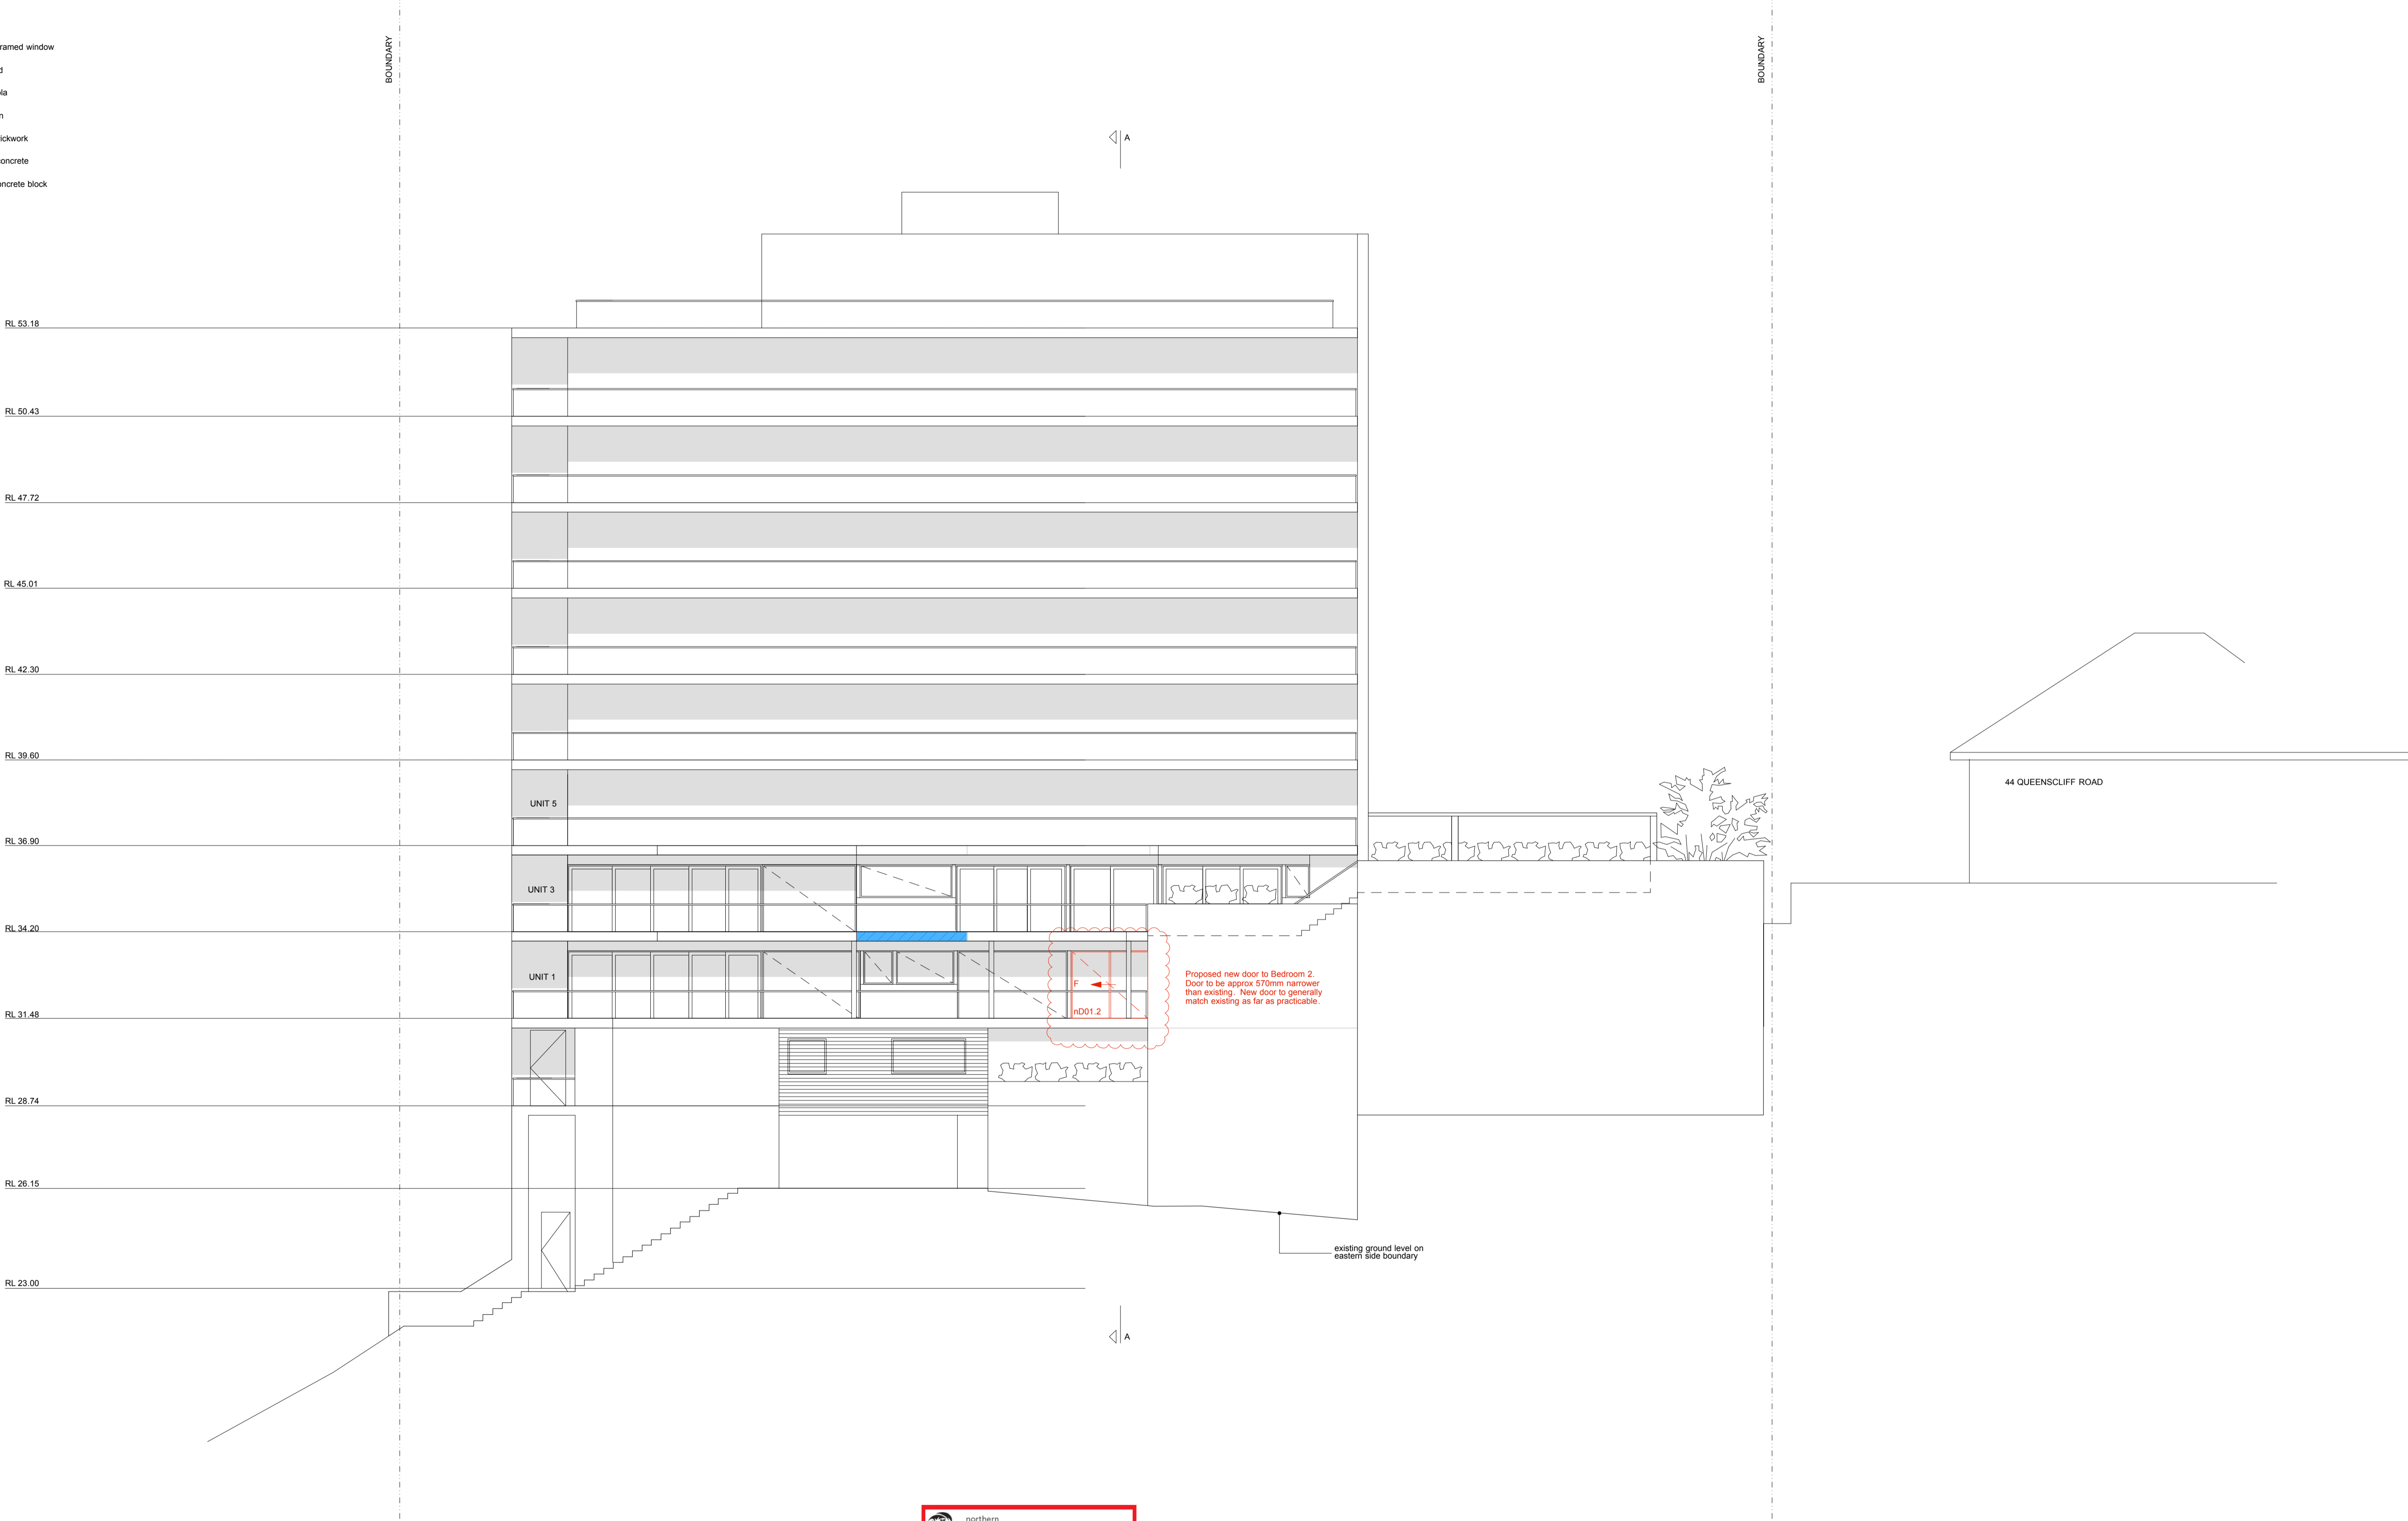 ramed window
BOUNDARY
BOUNDARY
rickwork
concrete
oncrete block
A
RL 53.18
RL 50.43
RL 47.72
RL 45.01
RL 42.30
RL 39.60
44 QUEENSCLIFF ROAD
UNIT 5
RL 36.90
UNIT 3
RL 34.20
UNIT 1
Proposed new door to Bedroom 2.
Door to be approx 570mm narrower
than existing. New door to generally
match existing as far as practicable.
F
nD01.2
RL 31.48
RL 28.74
RL 26.15
existing ground level on
eastern side boundary
RL 23.00
A
northern